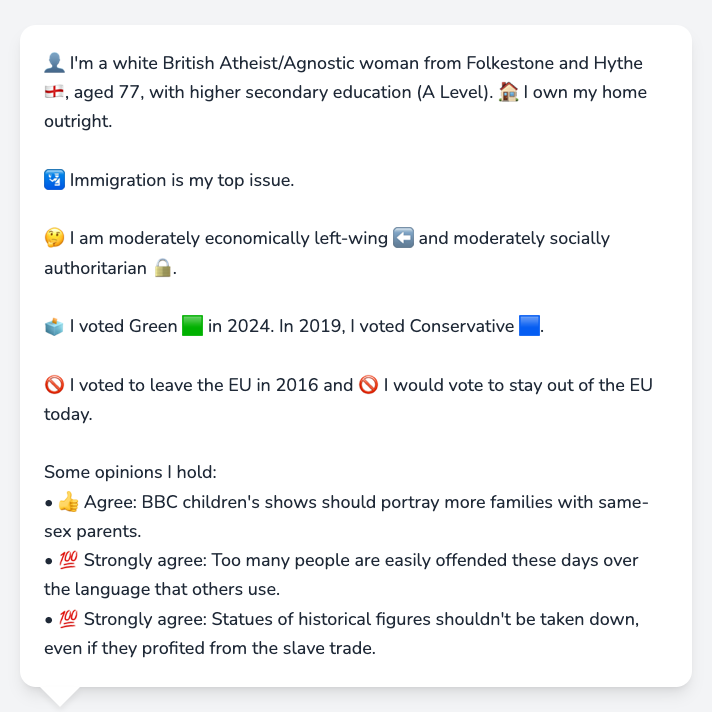 👤 I'm a white British Atheist/Agnostic woman from Folkestone and Hythe
🏴󠁧󠁢󠁥󠁮󠁧󠁿, aged 77, with higher secondary education (A Level). 🏠 I own my home
outright.
🛂 Immigration is my top issue.
🤔 I am moderately economically left-wing ⬅️ and moderately socially
authoritarian 🔒.
🗳️ I voted Green 🟩 in 2024. In 2019, I voted Conservative 🟦.
🚫 I voted to leave the EU in 2016 and 🚫 I would vote to stay out of the EU
today.
Some opinions I hold:
• 👍 Agree: BBC children's shows should portray more families with same-
sex parents.
• 💯 Strongly agree: Too many people are easily offended these days over
the language that others use.
• 💯 Strongly agree: Statues of historical figures shouldn't be taken down,
even if they profited from the slave trade.